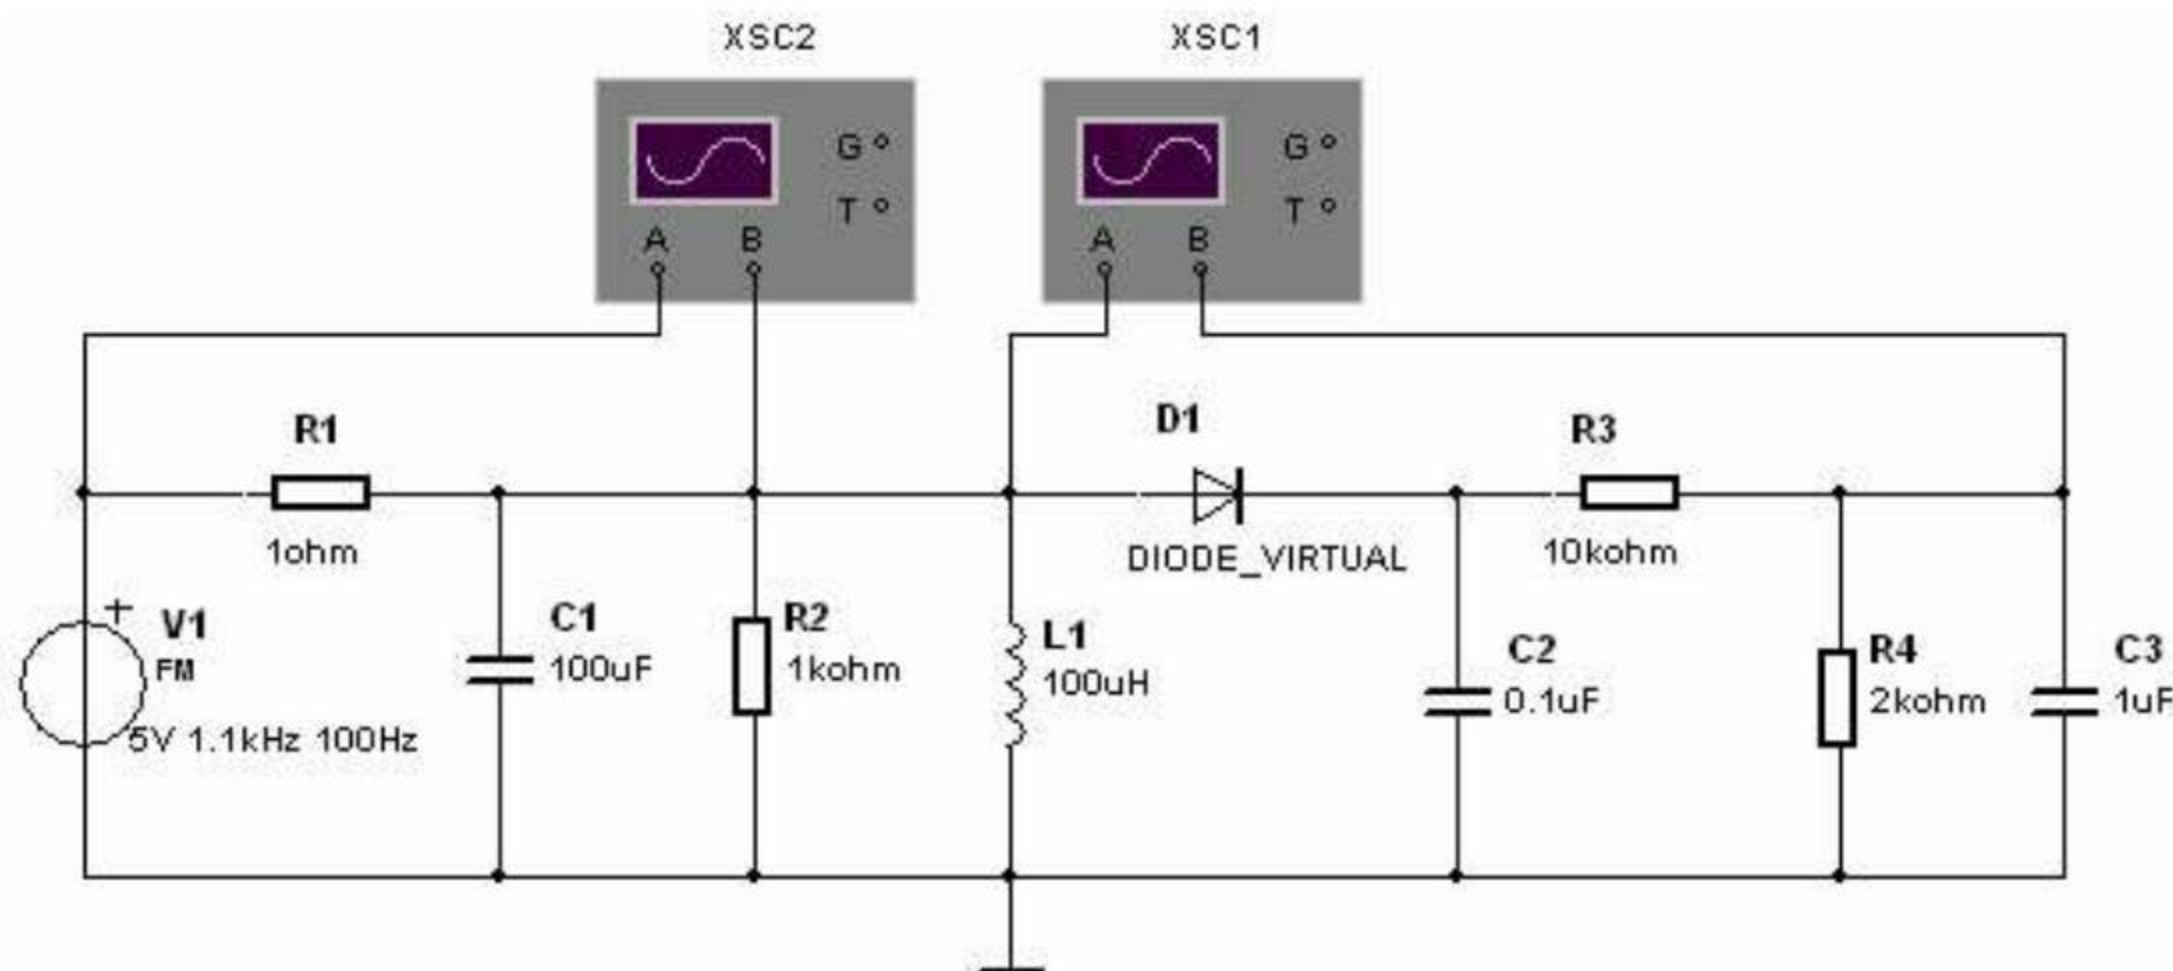 XSC2
XSC1
G
T
A
B
G
T
A
B
R1
1ohm
D1
DIODE_VIRTUAL
R3
10kohm
+
V1
FM
5V 1.1kHz 100Hz
C1
100uF
R2
1kohm
L1
100uH
C2
0.1uF
R4
2kohm
C3
1uF